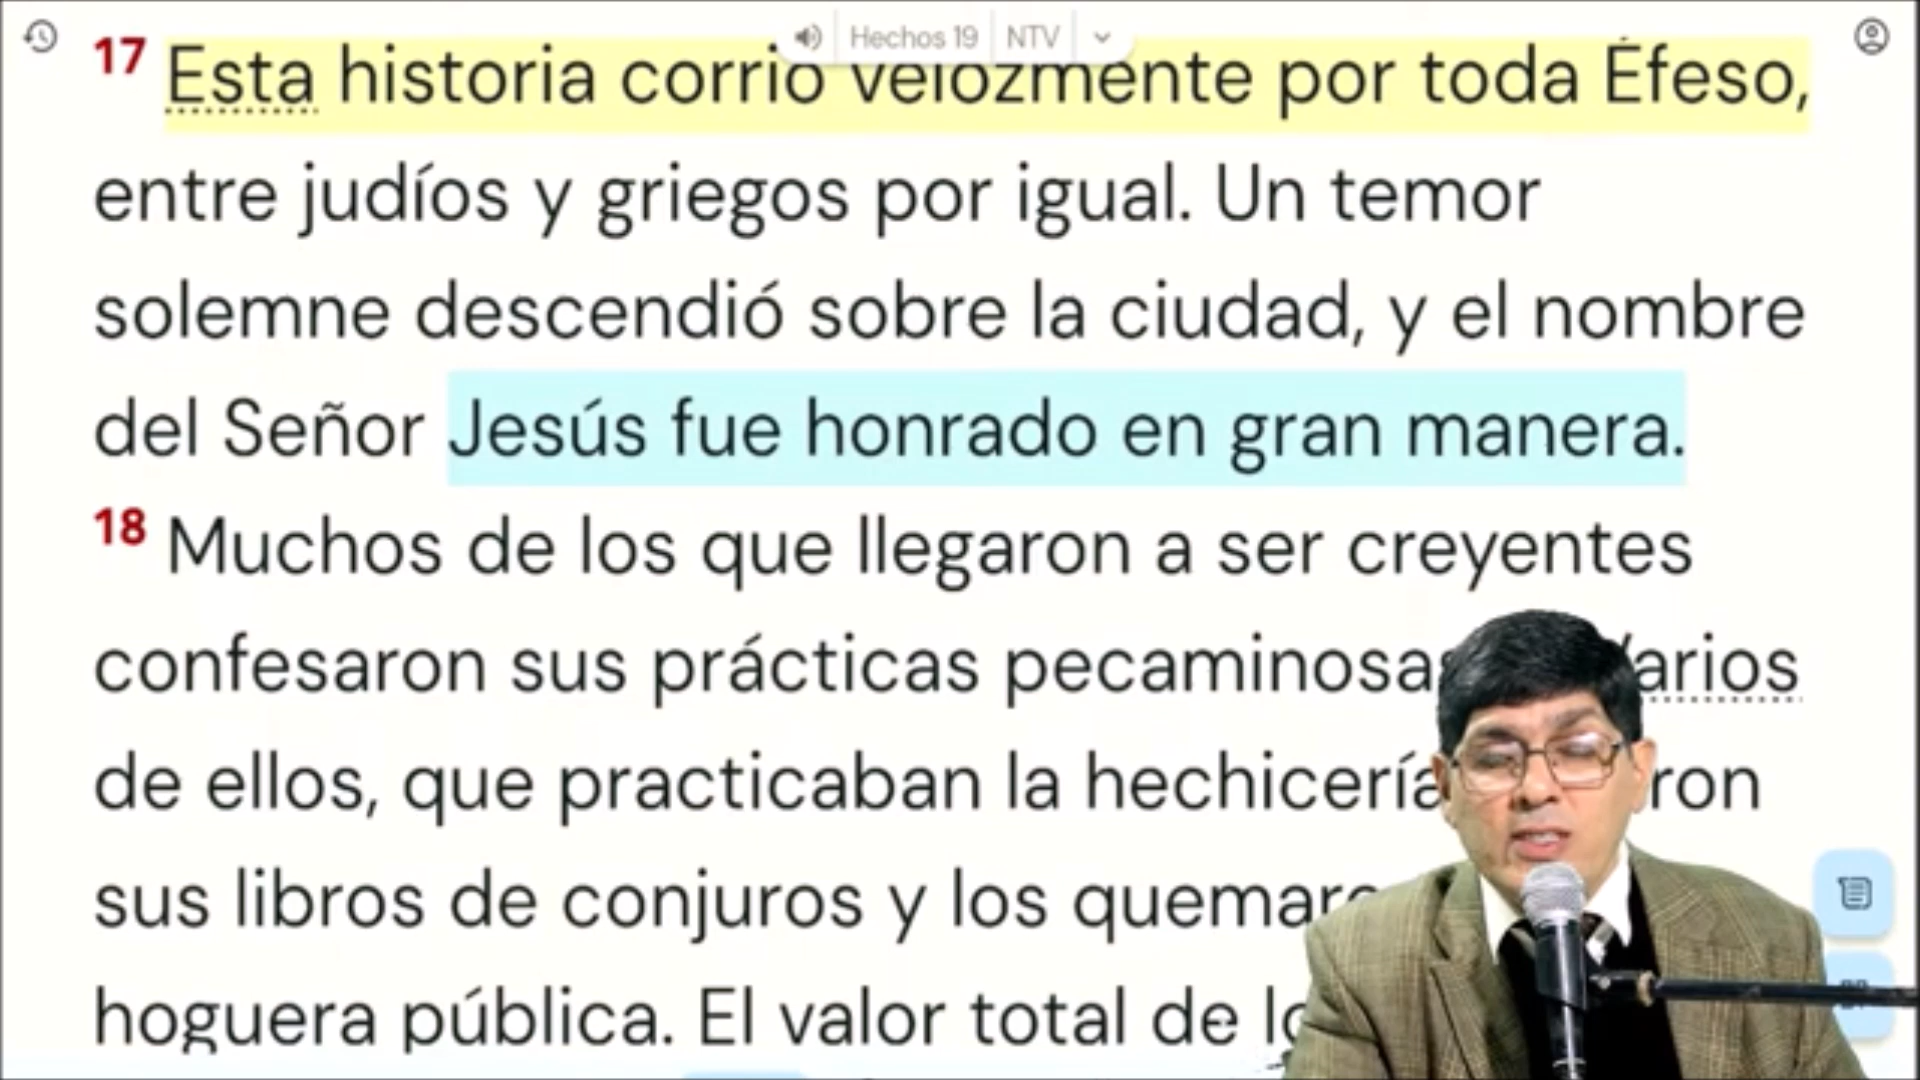 Hechos 19 NTV
17 Esta historia corrió velozmente por toda Éfeso,
entre judíos y griegos por igual. Un temor
solemne descendió sobre la ciudad, y el nombre
del Señor Jesús fue honrado en gran manera.
18 Muchos de los que llegaron a ser creyentes
confesaron sus prácticas
de ellos, que practicaban la
sus libros de conjuros y los
hoguera pública. El valor total de